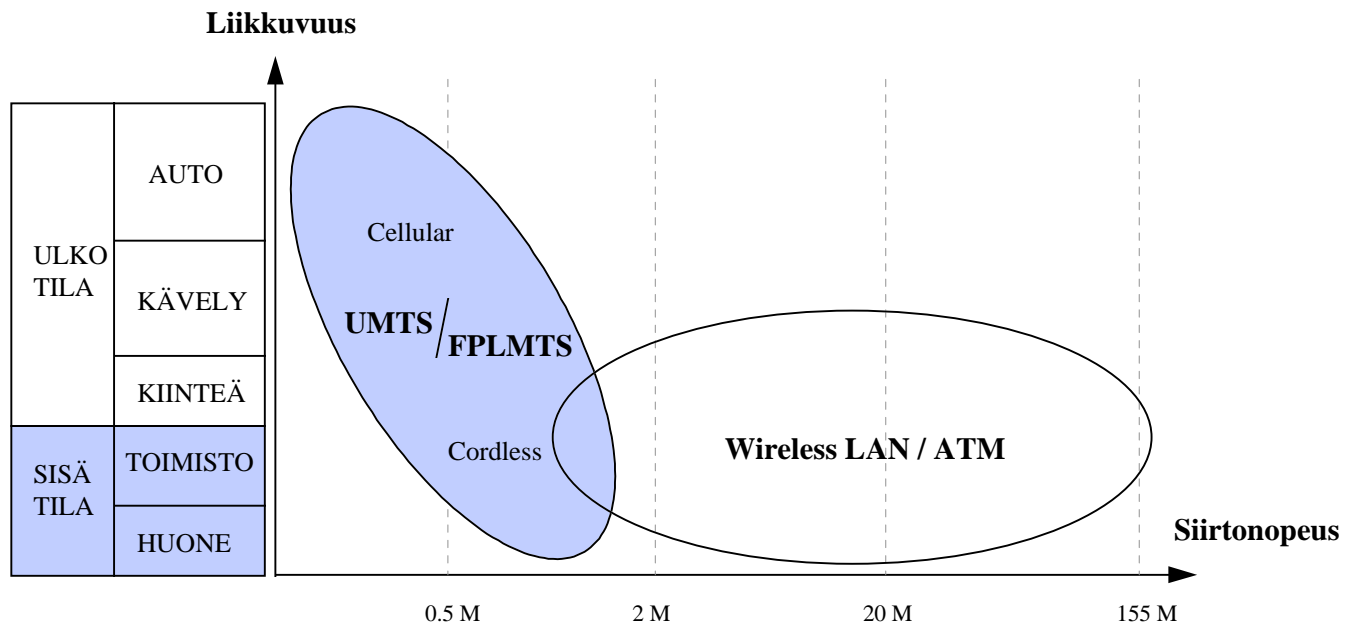 Liikkuvuus
AUTO
Cellular
ULKO
TILA
KÄVELY
UMTS / FPLMTS
KIINTEÄ
Cordless
Wireless LAN / ATM
SISÄ
TILA
TOIMISTO
HUONE
Siirtonopeus
0.5 M 2 M 20 M 155 M